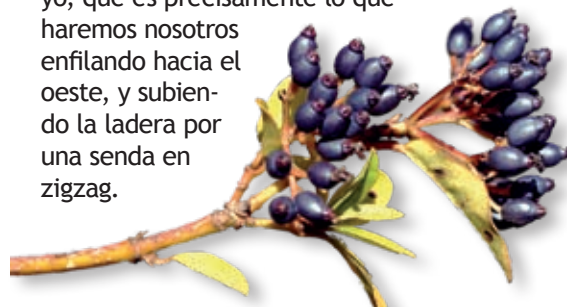 yo, que es precisamente lo que
haremos nosotros
enfilando hacia el
oeste, y subien-
do la ladera por
una senda en
zigzag.